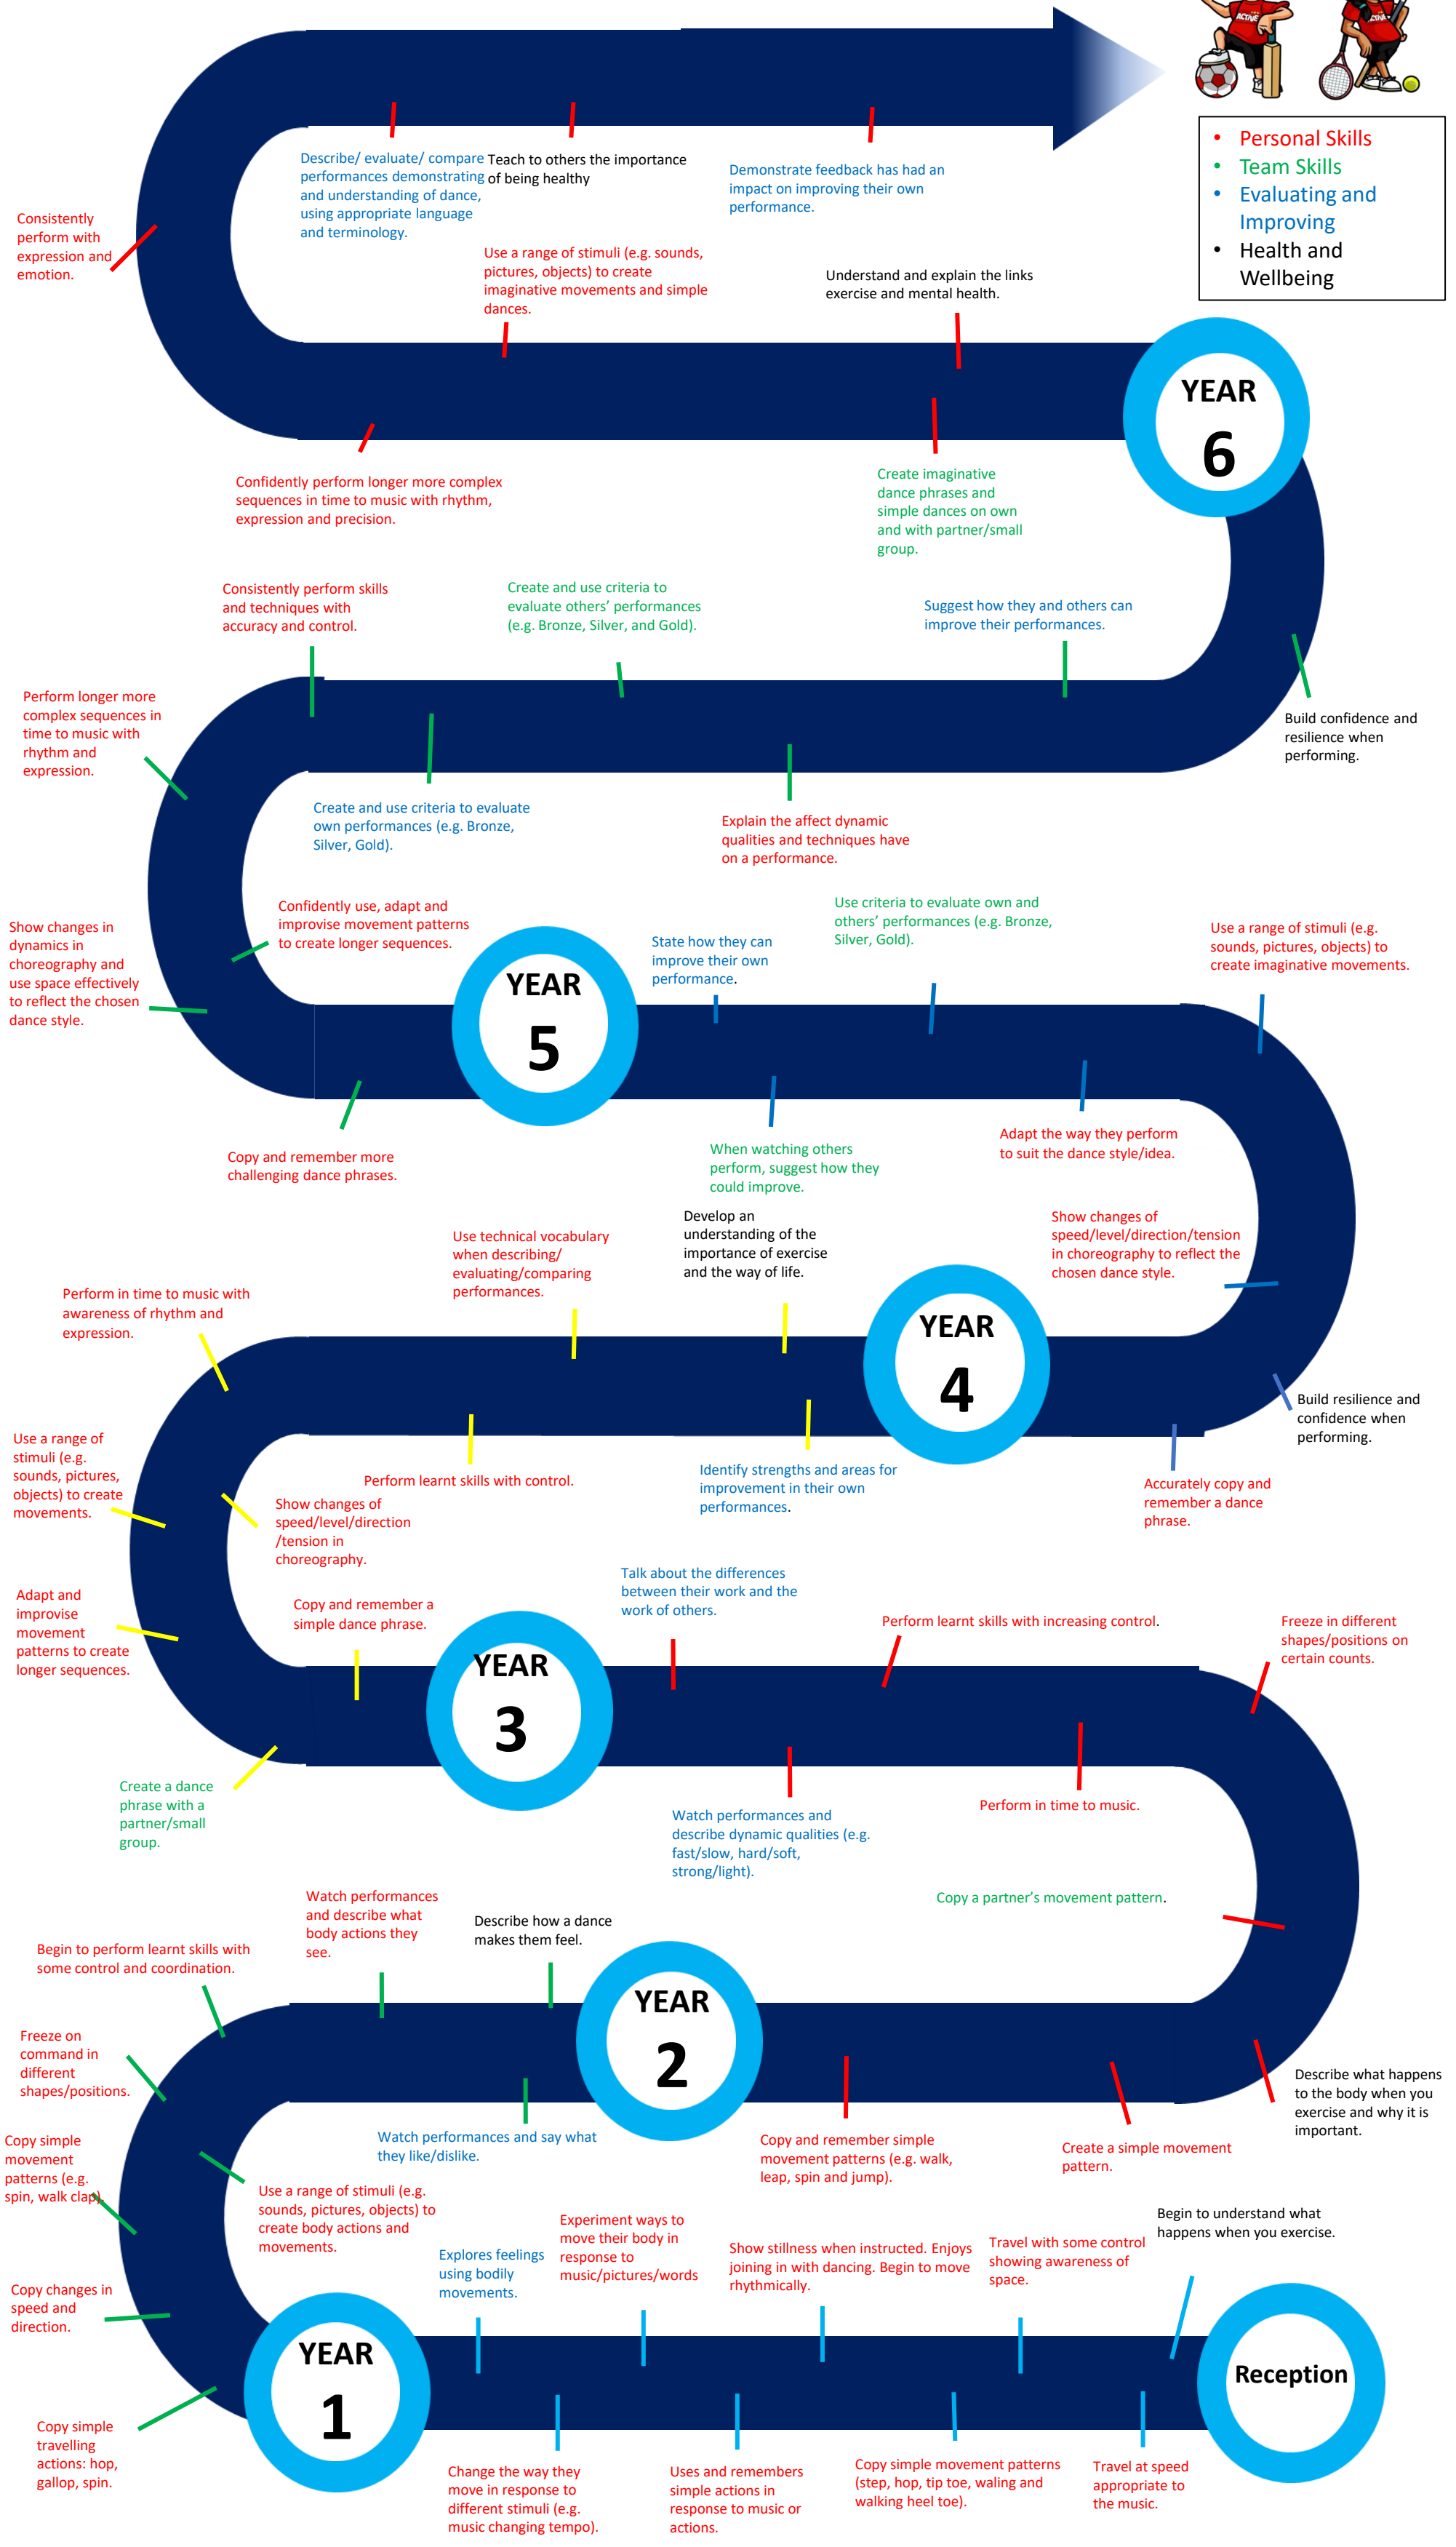 ACTIVE
ACTIVE
• Personal Skills
• Team Skills
• Evaluating and
Improving
• Health and
Wellbeing
Describe/ evaluate/ compare
performances demonstrating
and understanding of dance,
using appropriate language
and terminology.
Teach to others the importance
of being healthy
Demonstrate feedback has had an
impact on improving their own
performance.
Consistently
perform with
expression and
emotion.
Use a range of stimuli (e.g. sounds,
pictures, objects) to create
imaginative movements and simple
dances.
Understand and explain the links
exercise and mental health.
YEAR
6
Confidently perform longer more complex
sequences in time to music with rhythm,
expression and precision.
Create imaginative
dance phrases and
simple dances on own
and with partner/small
group.
Consistently perform skills
and techniques with
accuracy and control.
Create and use criteria to
evaluate others’ performances
(e.g. Bronze, Silver, and Gold).
Suggest how they and others can
improve their performances.
Perform longer more
complex sequences in
time to music with
rhythm and
expression.
Build confidence and
resilience when
performing.
Create and use criteria to evaluate
own performances (e.g. Bronze,
Silver, Gold).
Explain the affect dynamic
qualities and techniques have
on a performance.
Show changes in
dynamics in
choreography and
use space effectively
to reflect the chosen
dance style.
Confidently use, adapt and
improvise movement patterns
to create longer sequences.
YEAR
5
State how they can
improve their own
performance.
Use criteria to evaluate own and
others’ performances (e.g. Bronze,
Silver, Gold).
Use a range of stimuli (e.g.
sounds, pictures, objects) to
create imaginative movements.
Copy and remember more
challenging dance phrases.
When watching others
perform, suggest how they
could improve.
Adapt the way they perform
to suit the dance style/idea.
Use technical vocabulary
when describing/
evaluating/comparing
performances.
Develop an
understanding of the
importance of exercise
and the way of life.
Show changes of
speed/level/direction/tension
in choreography to reflect the
chosen dance style.
Perform in time to music with
awareness of rhythm and
expression.
YEAR
4
Build resilience and
confidence when
performing.
Use a range of
stimuli (e.g.
sounds, pictures,
objects) to create
movements.
Perform learnt skills with control.
Show changes of
speed/level/direction
/tension in
choreography.
Identify strengths and areas for
improvement in their own
performances.
Accurately copy and
remember a dance
phrase.
Adapt and
improvise
movement
patterns to create
longer sequences.
Copy and remember a
simple dance phrase.
YEAR
3
Talk about the differences
between their work and the
work of others.
Perform learnt skills with increasing control.
Freeze in different
shapes/positions on
certain counts.
Create a dance
phrase with a
partner/small
group.
Watch performances and
describe dynamic qualities (e.g.
fast/slow, hard/soft,
strong/light).
Perform in time to music.
Watch performances
and describe what
body actions they
see.
Describe how a dance
makes them feel.
Copy a partner’s movement pattern.
Begin to perform learnt skills with
some control and coordination.
YEAR
2
Freeze on
command in
different
shapes/positions.
Describe what happens
to the body when you
exercise and why it is
important.
Copy simple
movement
patterns (e.g.
spin, walk clap).
Watch performances and say what
they like/dislike.
Copy and remember simple
movement patterns (e.g. walk,
leap, spin and jump).
Create a simple movement
pattern.
Use a range of stimuli (e.g.
sounds, pictures, objects) to
create body actions and
movements.
Explores feelings
using bodily
movements.
Experiment ways to
move their body in
response to
music/pictures/words
Show stillness when instructed. Enjoys
joining in with dancing. Begin to move
rhythmically.
Travel with some control
showing awareness of
space.
Begin to understand what
happens when you exercise.
Copy changes in
speed and
direction.
YEAR
1
Reception
Copy simple
travelling
actions: hop,
gallop, spin.
Change the way they
move in response to
different stimuli (e.g.
music changing tempo).
Uses and remembers
simple actions in
response to music or
actions.
Copy simple movement patterns
(step, hop, tip toe, waling and
walking heel toe).
Travel at speed
appropriate to
the music.